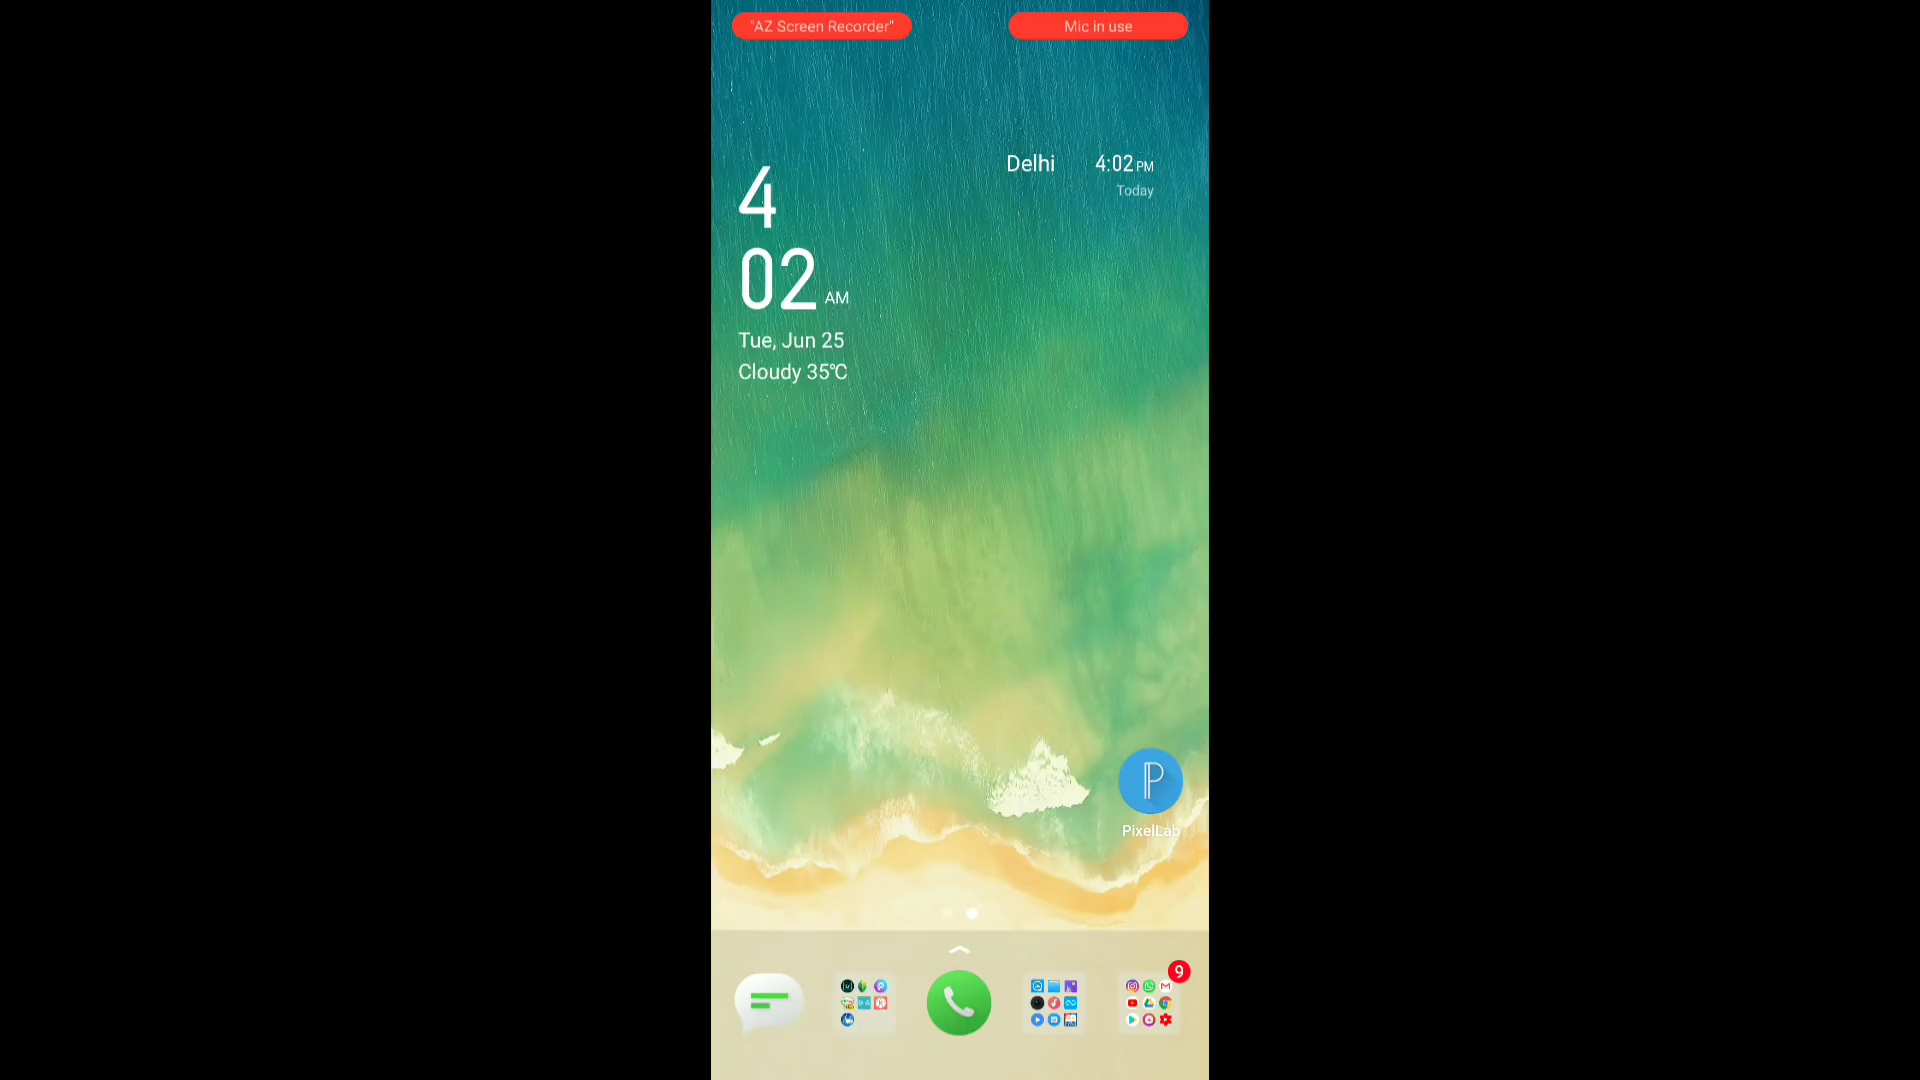 "AZ Screen Recorder"
Mic in use
Delhi 4:02 PM
Today
4
02 AM
Tue, Jun 25
Cloudy 35℃
PixelLab
9